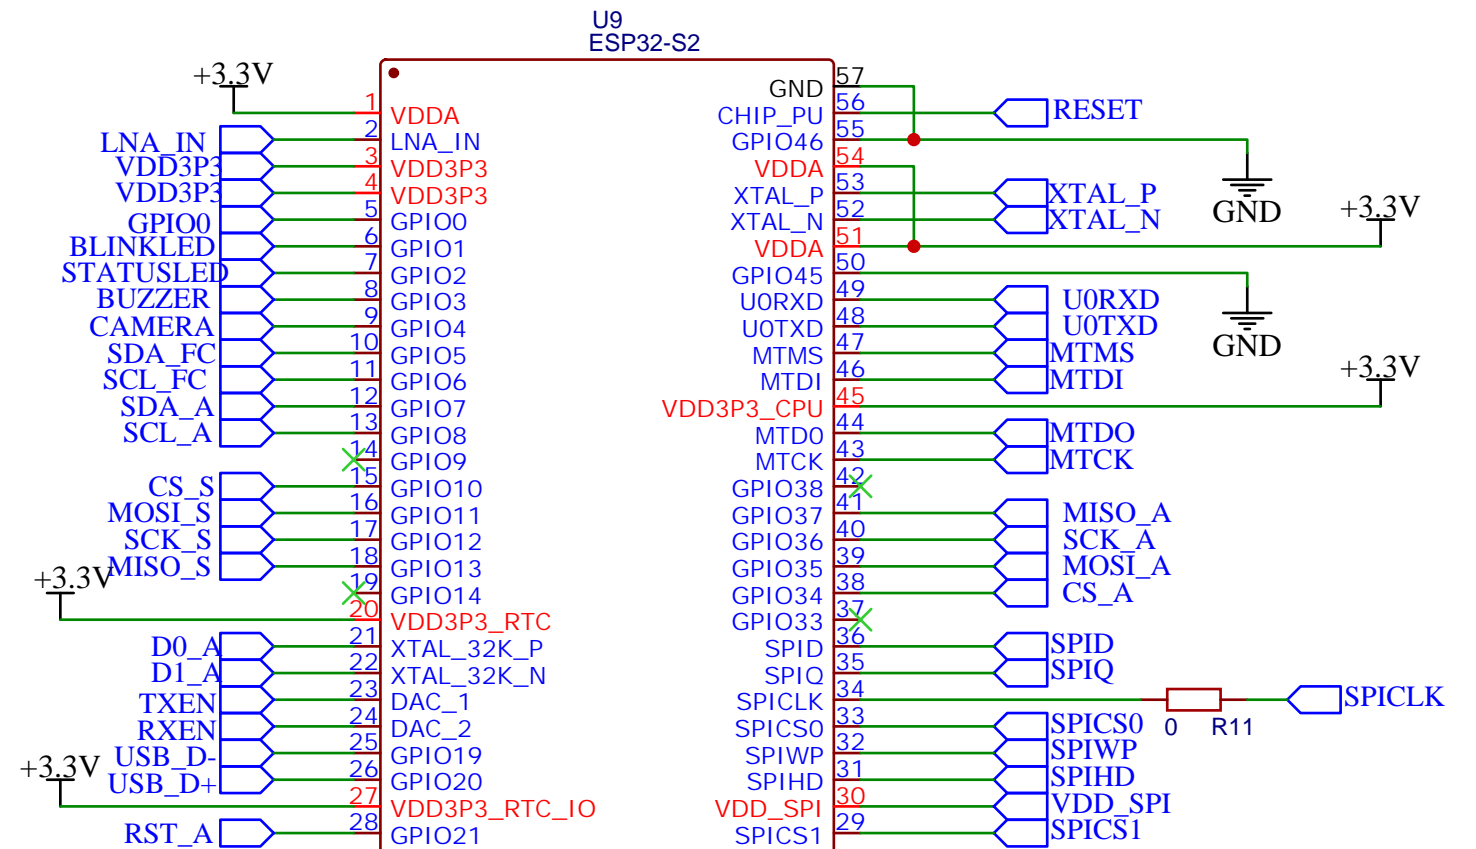 U9
ESP32-S2
+3.3V
GND 57
1 VDDA
CHIP_PU 56 RESET
LNA_IN 2 LNA_IN
GPIO46 55
VDD3P3 3 VDD3P3
VDDA 54
VDD3P3 4 VDD3P3
XTAL_P 53 XTAL_P
GND
+3.3V
GPIO0 5 GPIO0
XTAL_N 52 XTAL_N
BLINKLED 6 GPIO1
VDDA 51
STATUSLED 7 GPIO2
GPIO45 50
BUZZER 8 GPIO3
U0RXD 49 U0RXD
CAMERA 9 GPIO4
U0TXD 48 U0TXD
GND
SDA_FC 10 GPIO5
MTMS 47 MTMS
+3.3V
SCL_FC 11 GPIO6
MTDI 46 MTDI
SDA_A 12 GPIO7
VDD3P3_CPU 45
SCL_A 13 GPIO8
MTD0 44 MTDO
14 GPIO9
MTCK 43 MTCK
CS_S 15 GPIO10
GPIO38 42
MOSI_S 16 GPIO11
GPIO37 41 MISO_A
SCK_S 17 GPIO12
GPIO36 40 SCK_A
MISO_S 18 GPIO13
GPIO35 39 MOSI_A
+3.3V
19 GPIO14
GPIO34 38 CS_A
20 VDD3P3_RTC
GPIO33 37
D0_A 21 XTAL_32K_P
SPID 36 SPID
D1_A 22 XTAL_32K_N
SPIQ 35 SPIQ
TXEN 23 DAC_1
SPICLK 34 0 R11 SPICLK
RXEN 24 DAC_2
SPICS0 33 SPICS0
USB_D- 25 GPIO19
SPIWP 32 SPIWP
+3.3V
USB_D+ 26 GPIO20
SPIHD 31 SPIHD
27 VDD3P3_RTC_IO
VDD_SPI 30 VDD_SPI
RST_A 28 GPIO21
SPICS1 29 SPICS1